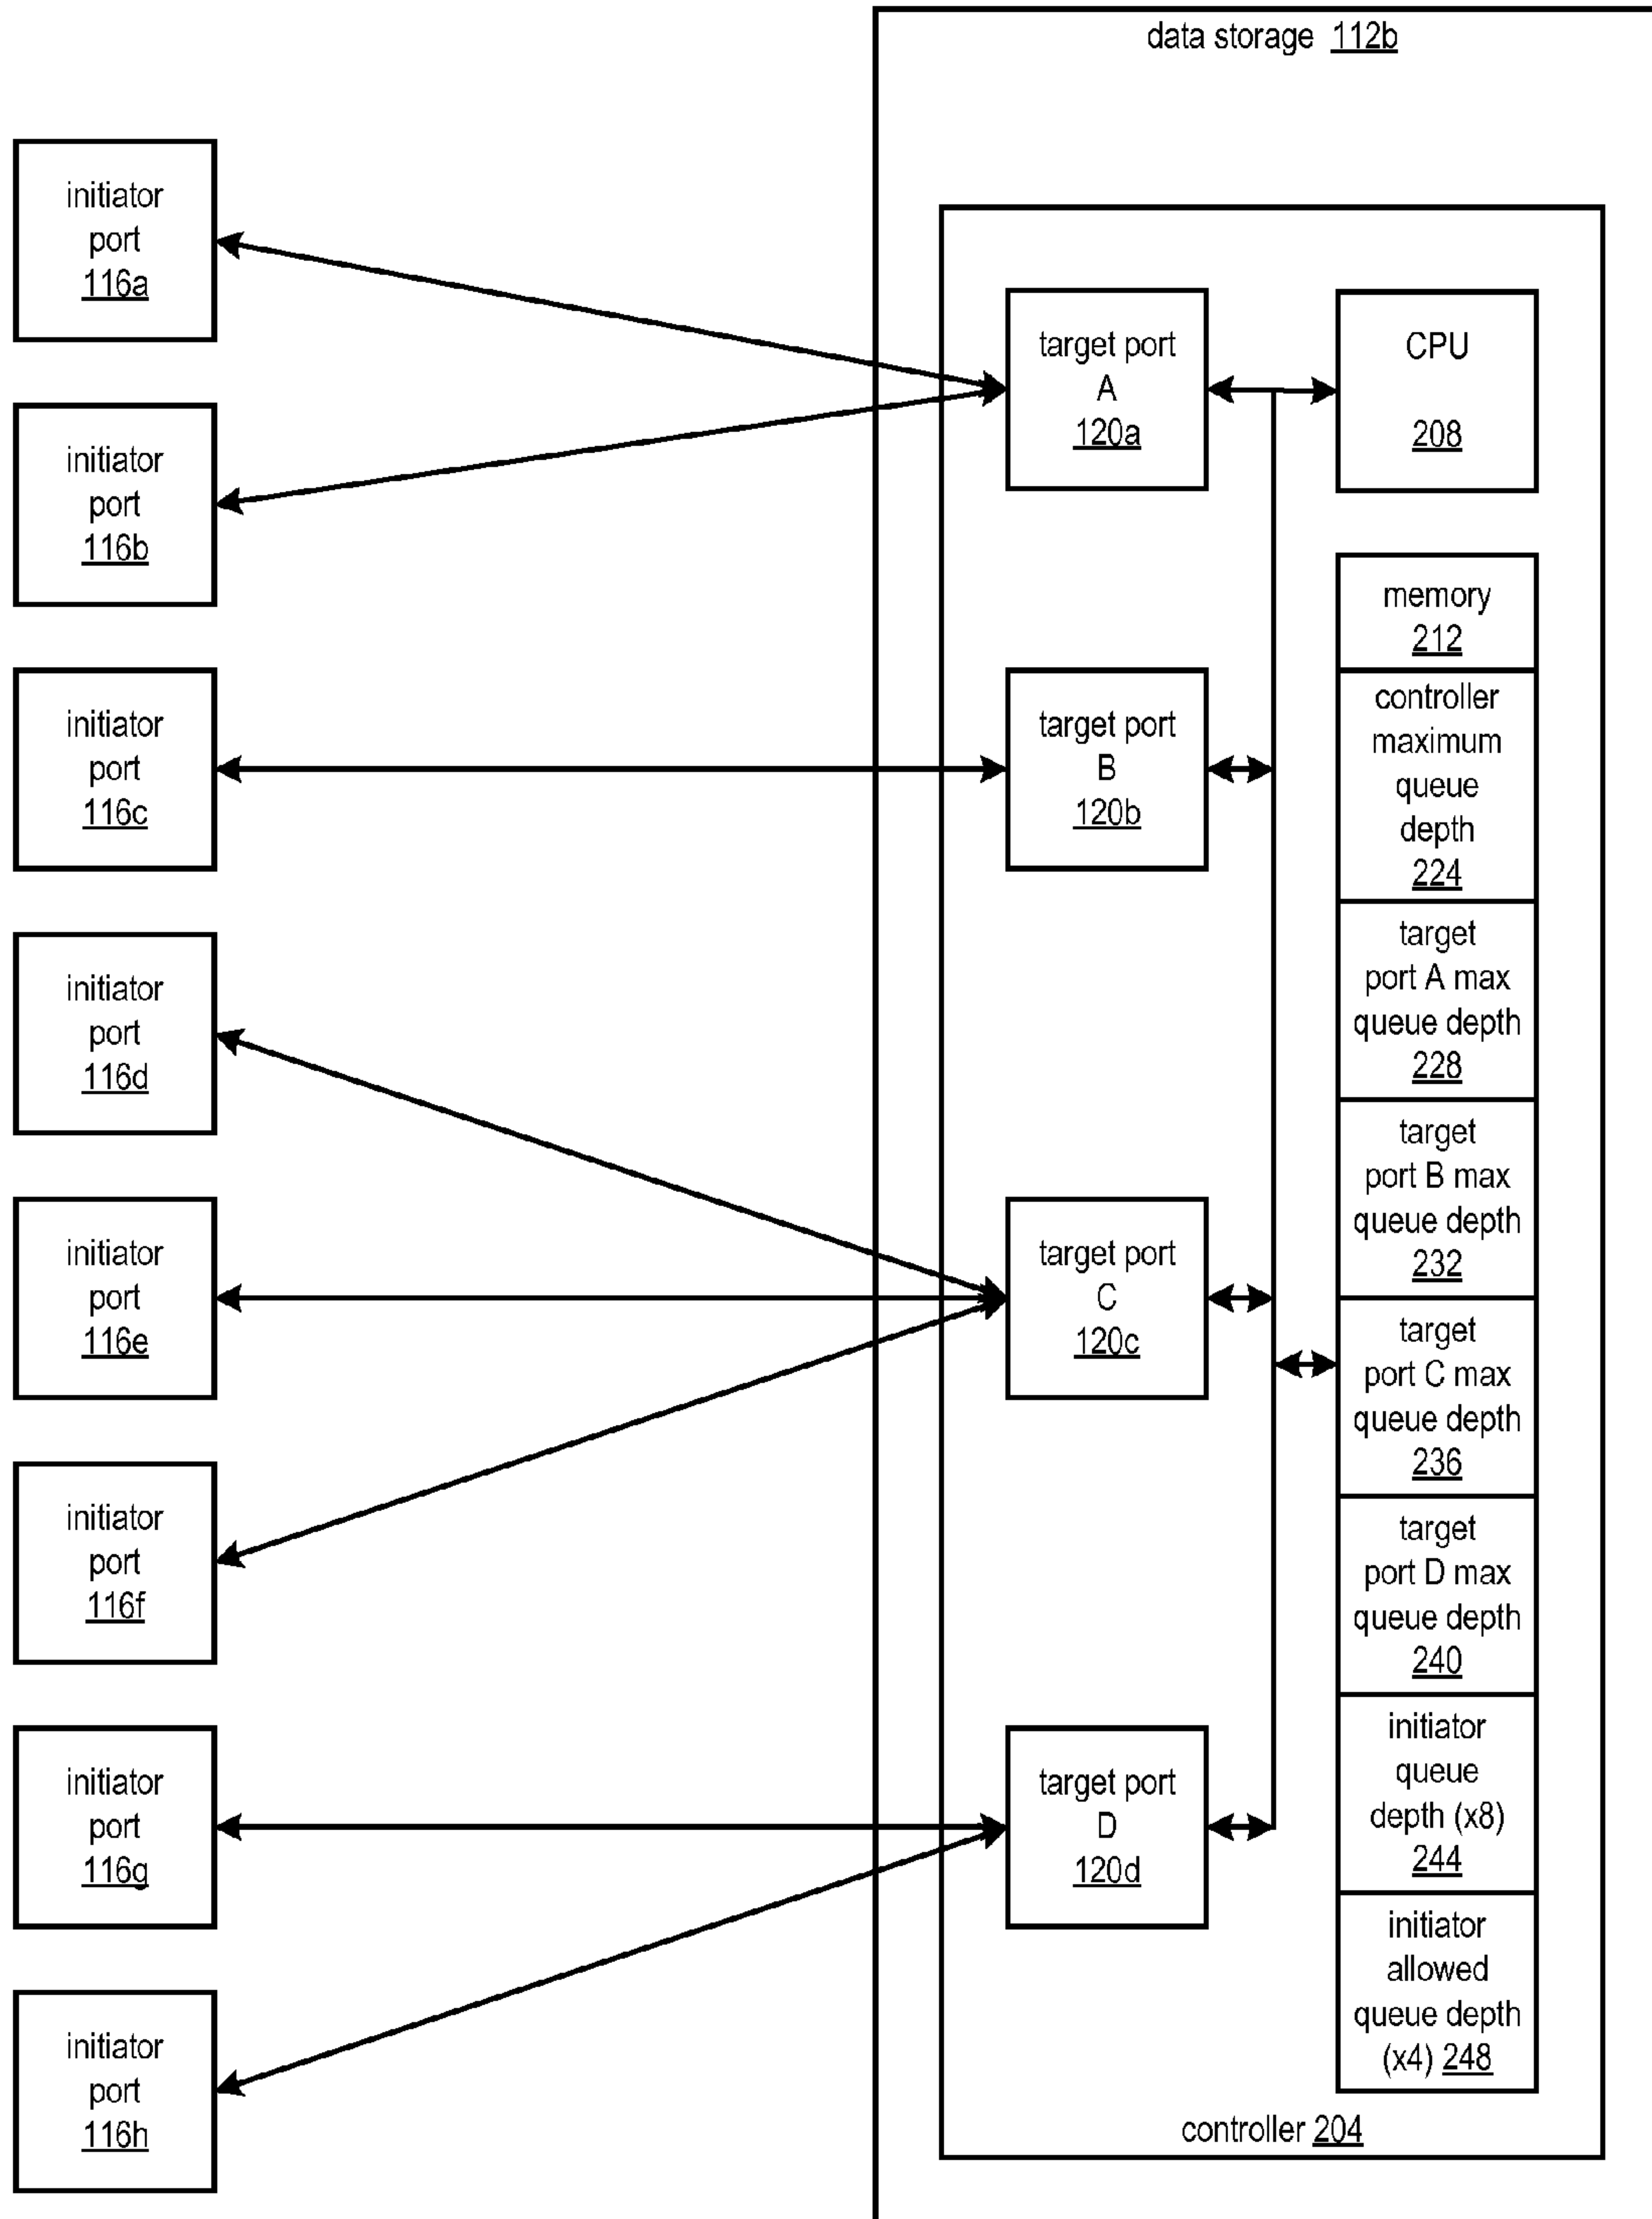 data storage 112b
initiator
port
116a
initiator
port
116b
initiator
port
116c
initiator
port
116d
initiator
port
116e
initiator
port
116f
initiator
port
116g
initiator
port
116h
target port
A
120a
target port
B
120b
target port
C
120c
target port
D
120d
CPU
208
memory
212
controller
maximum
queue
depth
224
target
port A max
queue depth
228
target
port B max
queue depth
232
target
port C max
queue depth
236
target
port D max
queue depth
240
initiator
queue
depth (x8)
244
initiator
allowed
queue depth
(x4) 248
controller 204